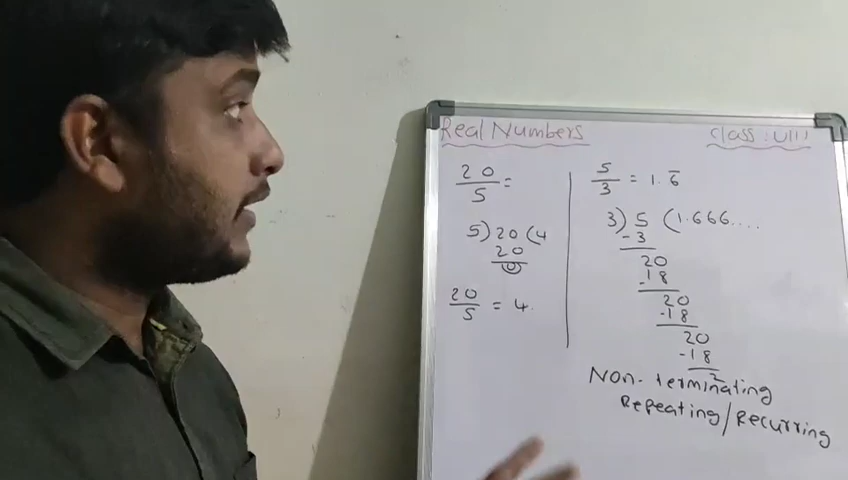 Real Numbers
Class : VIII
20/5 =
5) 20 (4
20
0
20/5 = 4.
5/3 = 1.6̅
3) 5 (1.666....
-3
20
-18
20
-18
20
-18
2
Non-terminating
Repeating/Recurring